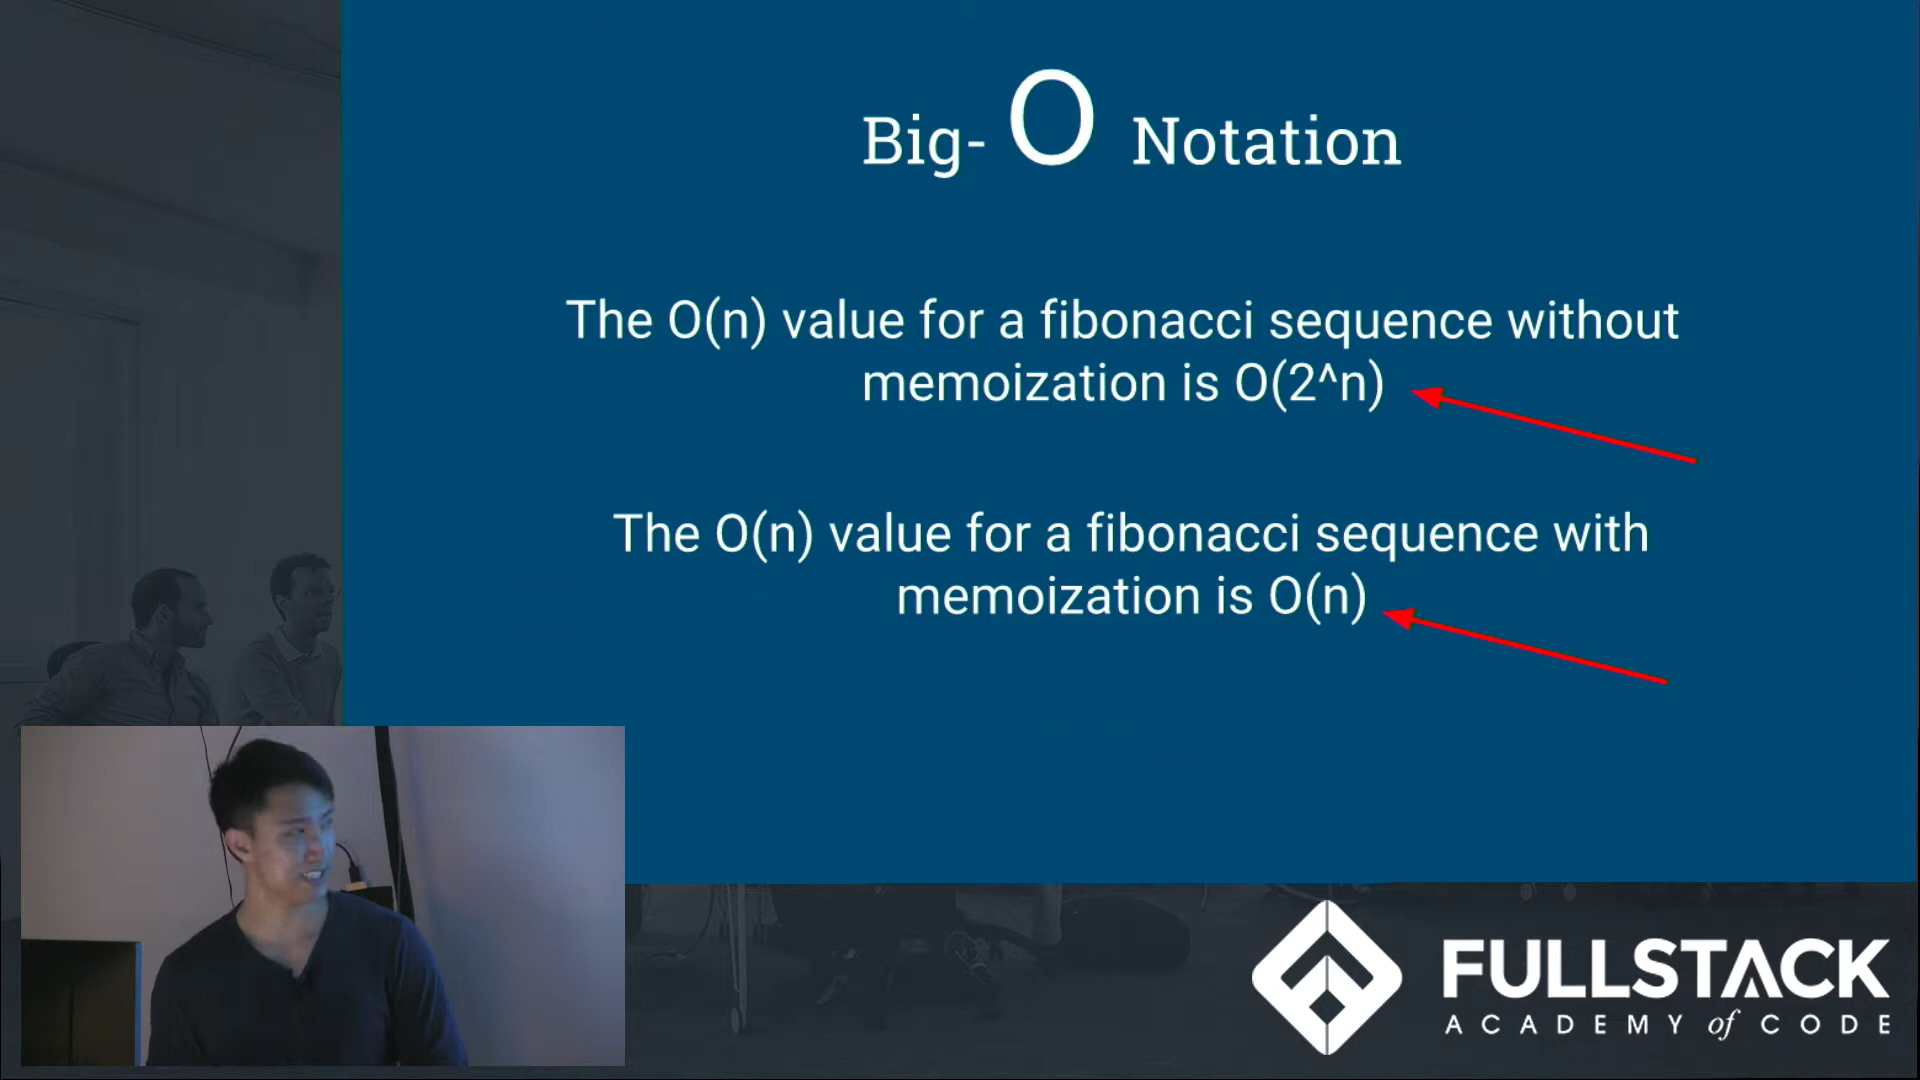 Big- O Notation
The O(n) value for a fibonacci sequence without
memoization is O(2^n)
The O(n) value for a fibonacci sequence with
memoization is O(n)
FULLSTACK
ACADEMY of CODE